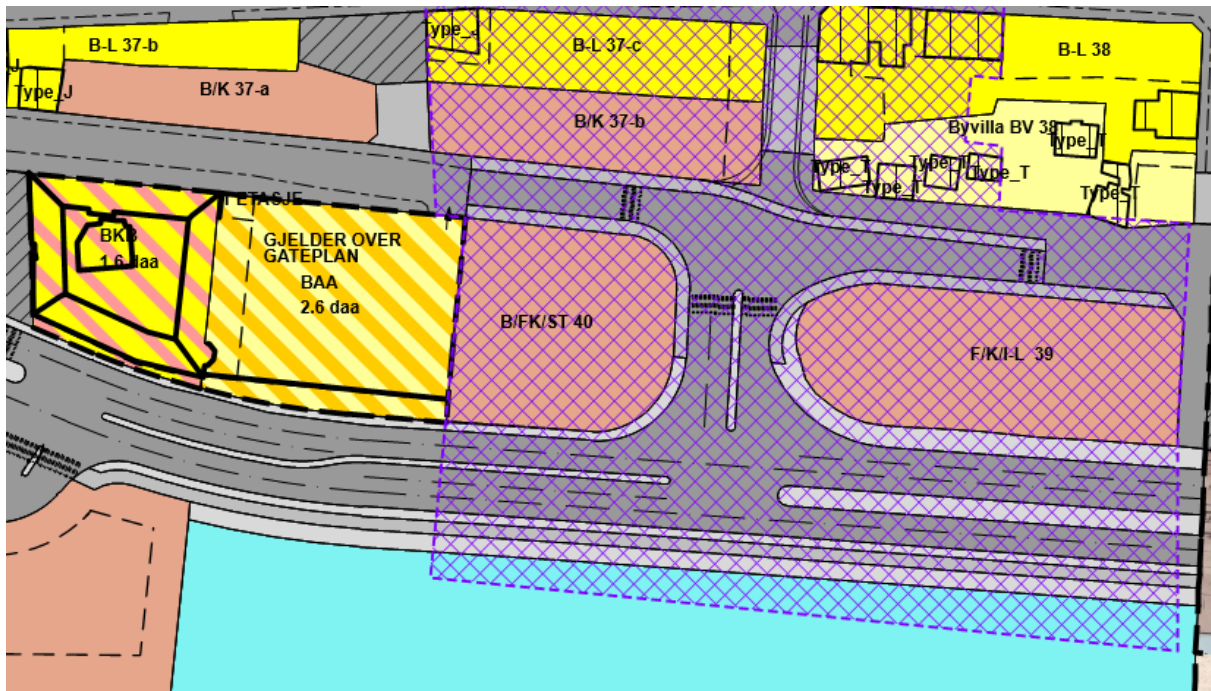 Type_J
B-L 37-b
B-L 37-c
B-L 38
Type_J
B/K 37-a
B/K 37-b
Byvilla BV 38
Type_T
Type_T
Type_T
Type_T
Type_T
Type_T
GJELDER OVER
GATEPLAN
BKB
1.6 daa
BAA
2.6 daa
B/FK/ST 40
F/K/I-L 39